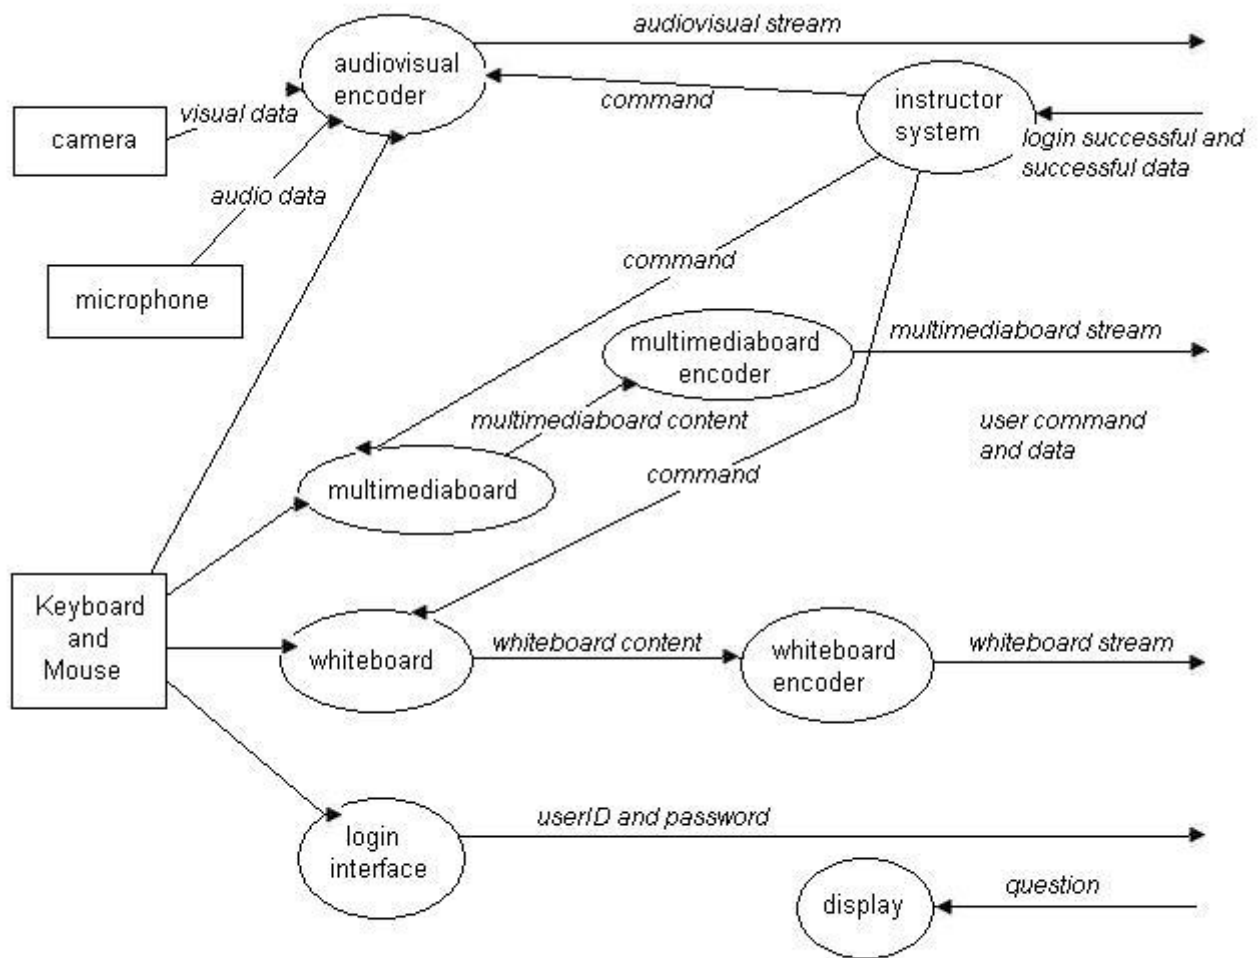 audiovisual stream
audiovisual
encoder
command
instructor
system
visual data
camera
login successful and
successful data
audio data
microphone
command
multimediaboard
encoder
multimediaboard stream
multimediaboard content
user command
and data
command
multimediaboard
Keyboard
and
Mouse
whiteboard
whiteboard content
whiteboard
encoder
whiteboard stream
userID and password
login
interface
display
question